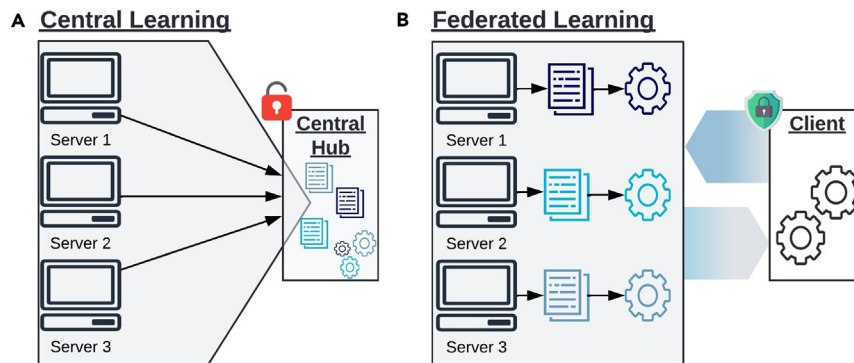 A Central Learning
Server 1
Server 2
Server 3
Central
Hub
B Federated Learning
Server 1
Server 2
Server 3
Client